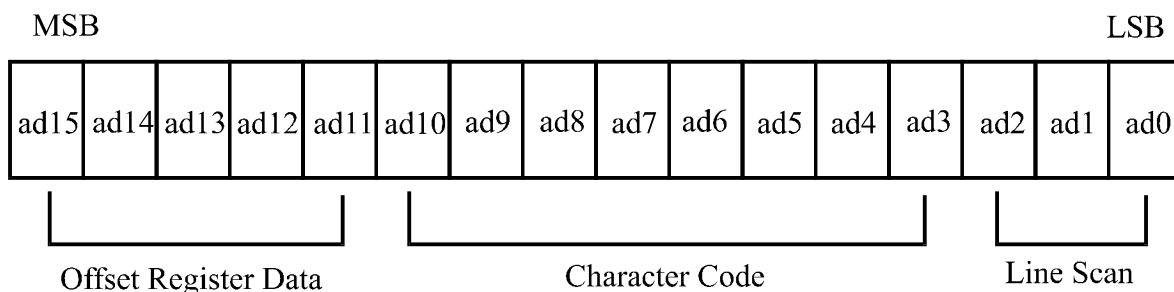 MSB LSB
ad15 ad14 ad13 ad12 ad11 ad10 ad9 ad8 ad7 ad6 ad5 ad4 ad3 ad2 ad1 ad0
Offset Register Data Character Code Line Scan